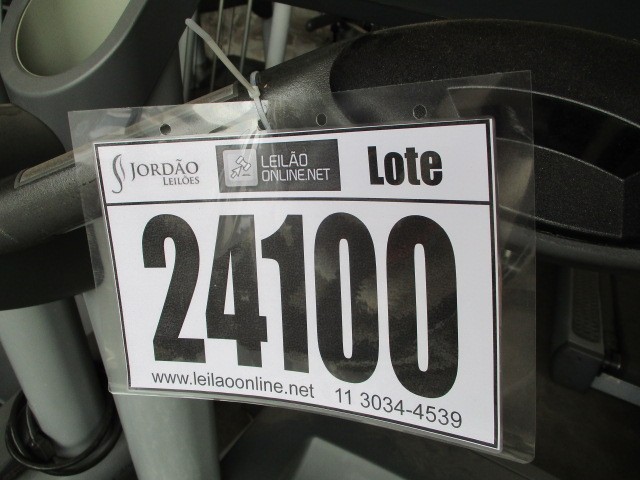 JORDÃO
LEILÕES
LEILÃO
ONLINE.NET
Lote
24100
www.leilaoonline.net 11 3034-4539